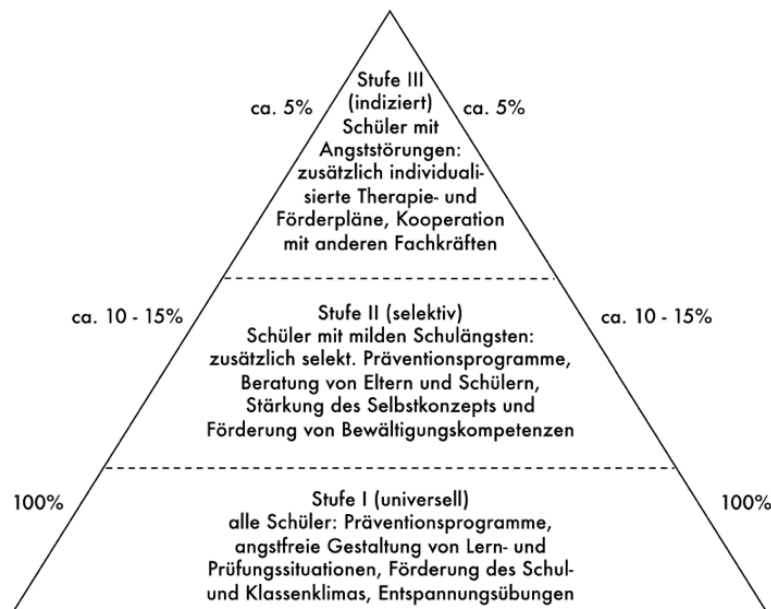 Stufe III
(indiziert)
ca. 5%
ca. 5%
Schüler mit
Angststörungen:
zusätzlich individuali-
sierte Therapie- und
Förderpläne, Kooperation
mit anderen Fachkräften
Stufe II (selektiv)
ca. 10 - 15%
ca. 10 - 15%
Schüler mit milden Schulängsten:
zusätzlich selekt. Präventionsprogramme,
Beratung von Eltern und Schülern,
Stärkung des Selbstkonzepts und
Förderung von Bewältigungskompetenzen
100%
Stufe I (universell)
100%
alle Schüler: Präventionsprogramme,
angstfreie Gestaltung von Lern- und
Prüfungssituationen, Förderung des Schul-
und Klassenklimas, Entspannungsübungen